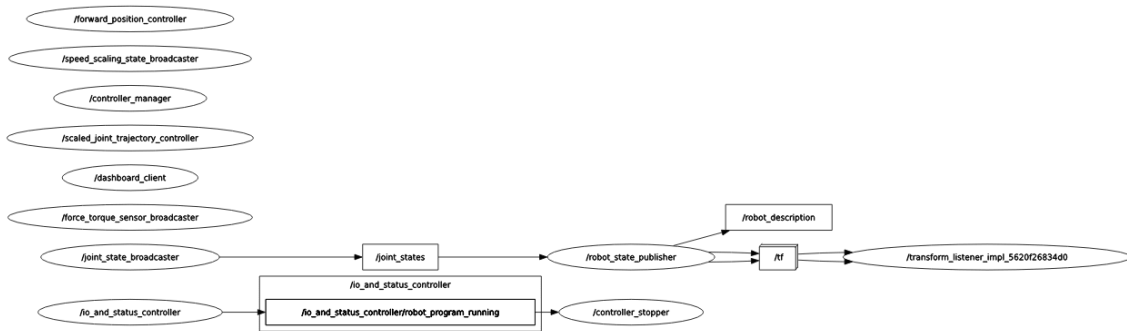 /forward_position_controller
/speed_scaling_state_broadcaster
/controller_manager
/scaled_joint_trajectory_controller
/dashboard_client
/force_torque_sensor_broadcaster
/robot_description
/joint_state_broadcaster
/joint_states
/robot_state_publisher
/tf
/transform_listener_impl_5620f26834d0
/io_and_status_controller
/io_and_status_controller
/io_and_status_controller/robot_program_running
/controller_stopper